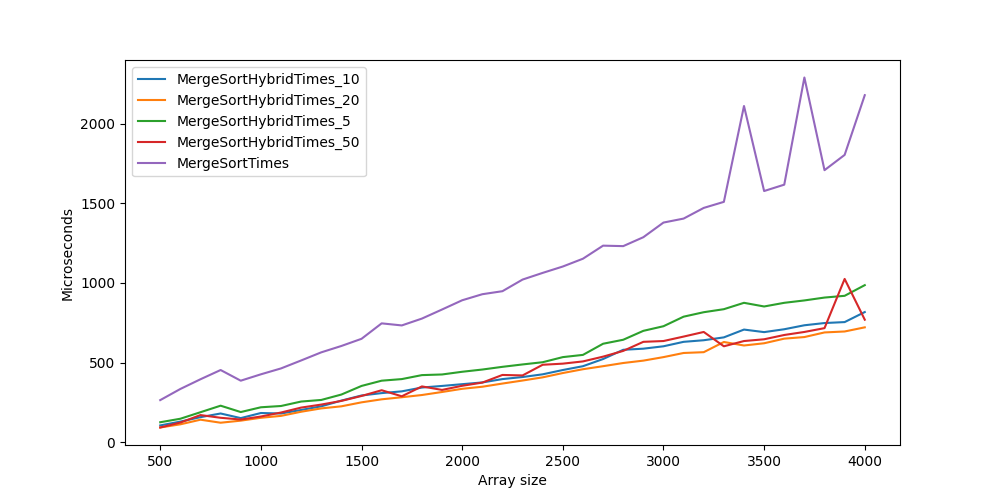 MergeSortHybridTimes_10
MergeSortHybridTimes_20
MergeSortHybridTimes_5
MergeSortHybridTimes_50
MergeSortTimes
2000
1500
1000
500
0
Microseconds
500 1000 1500 2000 2500 3000 3500 4000
Array size